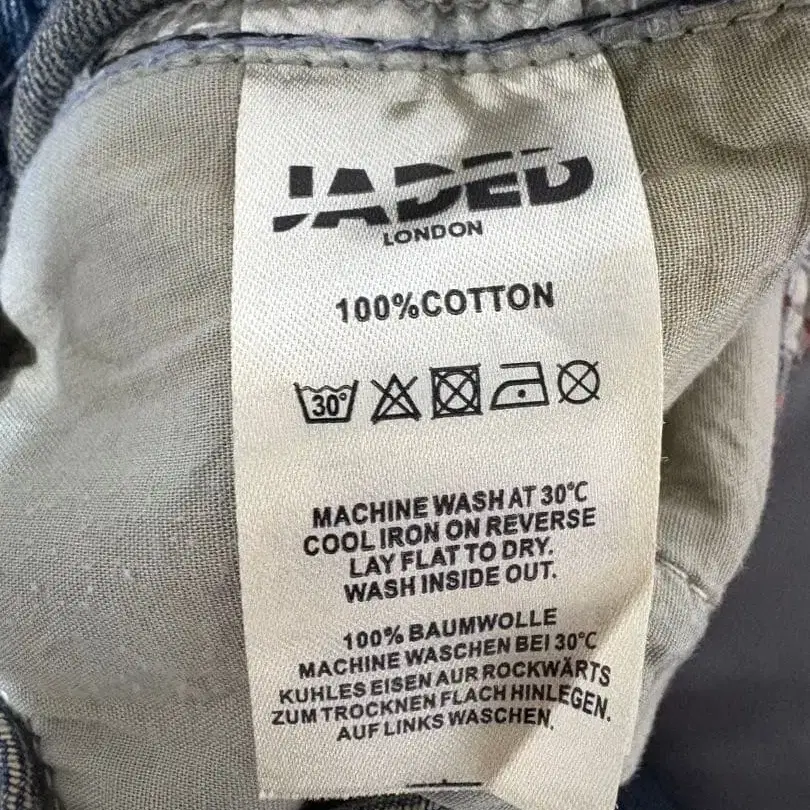 JADED
LONDON
100%COTTON
30°
MACHINE WASH AT 30°C
COOL IRON ON REVERSE
LAY FLAT TO DRY.
WASH INSIDE OUT.
100% BAUMWOLLE
MACHINE WASCHEN BEI 30°C
KUHLES EISEN AUR ROCKWÄRTS
ZUM TROCKNEN FLACH HINLEGEN.
AUF LINKS WASCHEN.